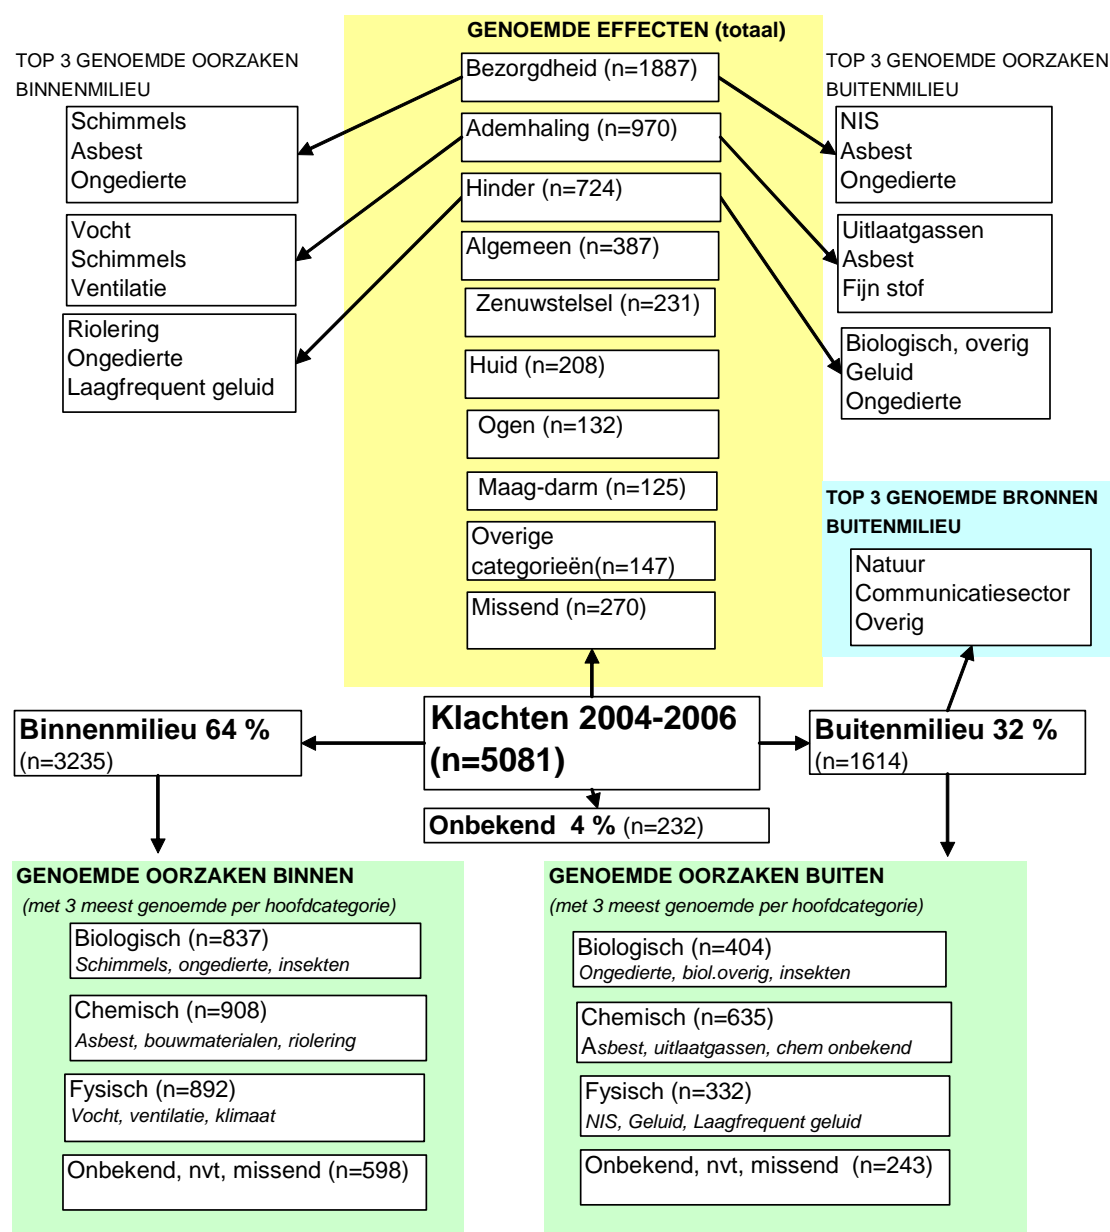 GENOEMDE EFFECTEN (totaal)
TOP 3 GENOEMDE OORZAKEN
BINNENMILIEU
Schimmels
Asbest
Ongedierte
Vocht
Schimmels
Ventilatie
Riolering
Ongedierte
Laagfrequent geluid
Bezorgdheid (n=1887)
Ademhaling (n=970)
Hinder (n=724)
Algemeen (n=387)
Zenuwstelsel (n=231)
Huid (n=208)
Ogen (n=132)
Maag-darm (n=125)
Overige
categorieën(n=147)
Missend (n=270)
TOP 3 GENOEMDE OORZAKEN
BUITENMILIEU
NIS
Asbest
Ongedierte
Uitlaatgassen
Asbest
Fijn stof
Biologisch, overig
Geluid
Ongedierte
TOP 3 GENOEMDE BRONNEN
BUITENMILIEU
Natuur
Communicatiesector
Overig
Binnenmilieu 64 %
(n=3235)
Klachten 2004-2006
(n=5081)
Buitenmilieu 32 %
(n=1614)
Onbekend 4 % (n=232)
GENOEMDE OORZAKEN BINNEN
(met 3 meest genoemde per hoofdcategorie)
Biologisch (n=837)
Schimmels, ongedierte, insekten
Chemisch (n=908)
Asbest, bouwmaterialen, riolering
Fysisch (n=892)
Vocht, ventilatie, klimaat
Onbekend, nvt, missend (n=598)
GENOEMDE OORZAKEN BUITEN
(met 3 meest genoemde per hoofdcategorie)
Biologisch (n=404)
Ongedierte, biol.overig, insekten
Chemisch (n=635)
Asbest, uitlaatgassen, chem onbekend
Fysisch (n=332)
NIS, Geluid, Laagfrequent geluid
Onbekend, nvt, missend (n=243)